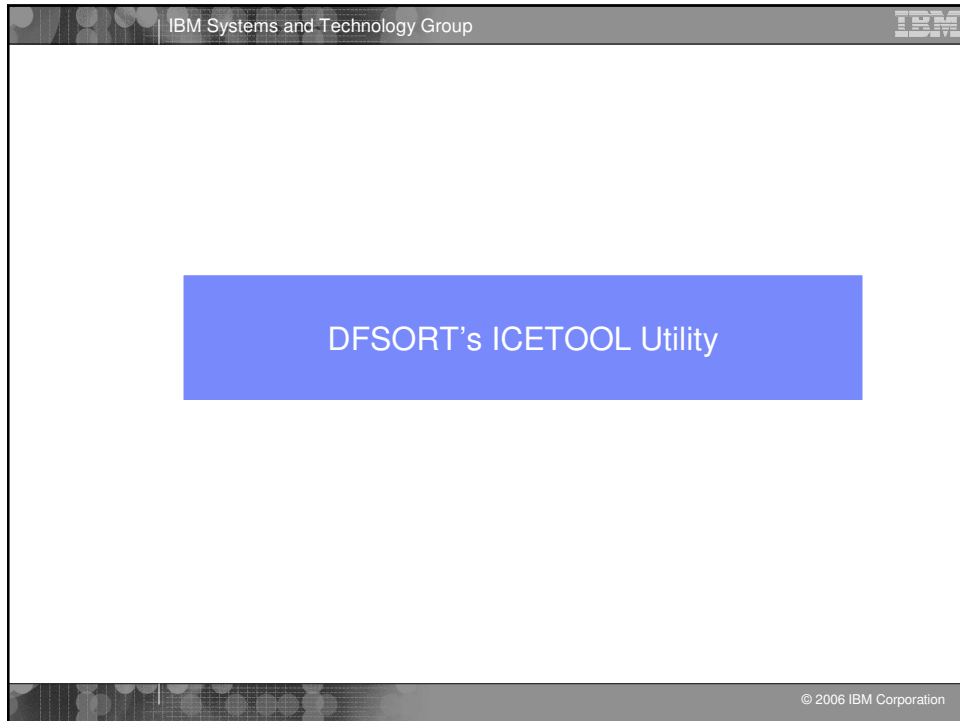 IBM Systems and Technology Group
IBM
DFSORT's ICETOOL Utility
© 2006 IBM Corporation